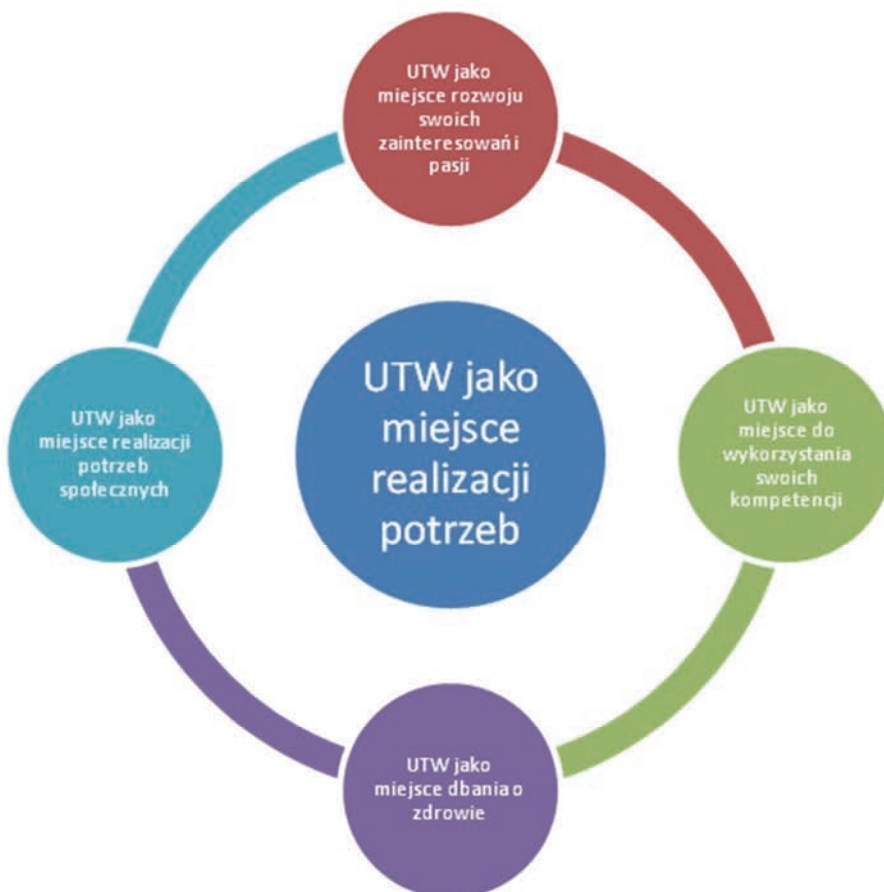 UTW jako
miejsce rozwoju
swoich
zainteresowań i
pasji
UTW jako
miejsce realizacji
potrzeb
społecznych
UTW jako
miejsce
realizacji
potrzeb
UTW jako
miejsce do
wykorzystania
swoich
kompetencji
UTW jako
miejsce dbania o
zdrowie